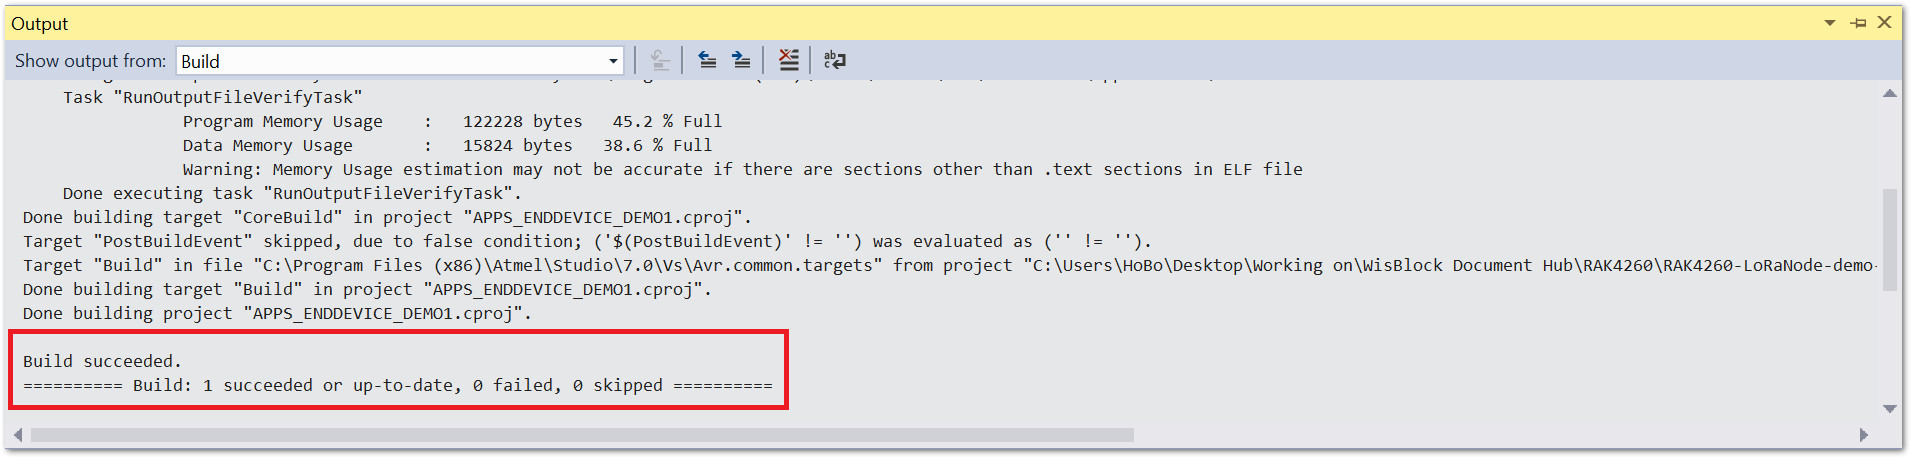 Output
Show output from: Build
Task "RunOutputFileVerifyTask"
Program Memory Usage : 122228 bytes 45.2 % Full
Data Memory Usage : 15824 bytes 38.6 % Full
Warning: Memory Usage estimation may not be accurate if there are sections other than .text sections in ELF file
Done executing task "RunOutputFileVerifyTask".
Done building target "CoreBuild" in project "APPS_ENDDEVICE_DEMO1.cproj".
Target "PostBuildEvent" skipped, due to false condition; ('$(PostBuildEvent)' != '') was evaluated as ('' != '').
Target "Build" in file "C:\Program Files (x86)\Atmel\Studio\7.0\Vs\Avr.common.targets" from project "C:\Users\HoBo\Desktop\Working on\WisBlock Document Hub\RAK4260\RAK4260-LoRaNode-demo-
Done building target "Build" in project "APPS_ENDDEVICE_DEMO1.cproj".
Done building project "APPS_ENDDEVICE_DEMO1.cproj".
Build succeeded.
========== Build: 1 succeeded or up-to-date, 0 failed, 0 skipped ==========